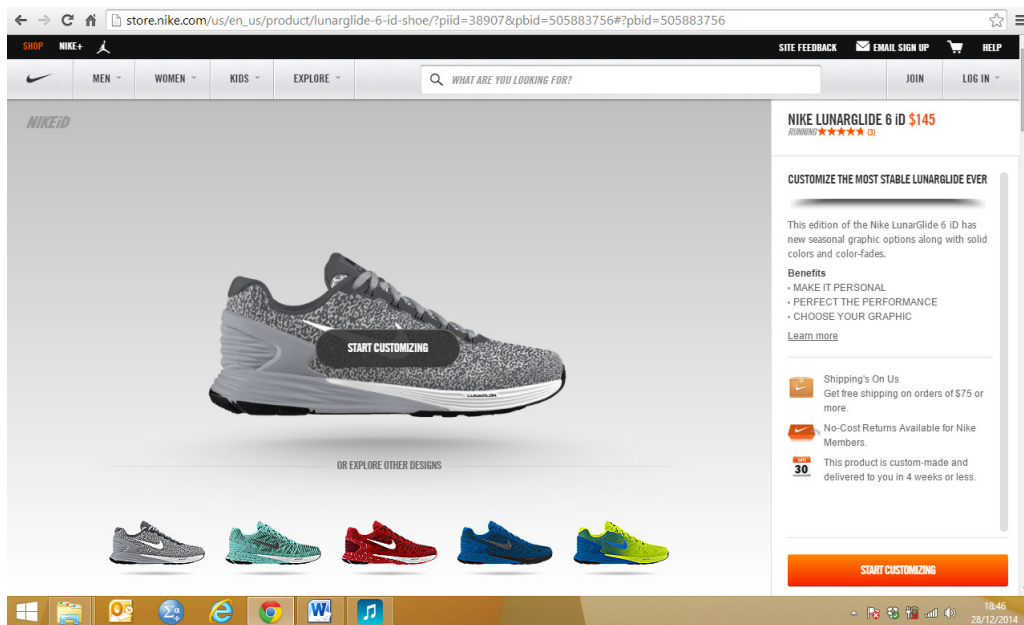 store.nike.com/us/en_us/product/lunarglide-6-id-shoe/?piid=38907&pbid=505883756#?pbid=505883756
SHOP NIKE+ SITE FEEDBACK EMAIL SIGN UP HELP
MEN WOMEN KIDS EXPLORE WHAT ARE YOU LOOKING FOR? JOIN LOG IN
NIKEiD
START CUSTOMIZING
LUNARLON
OR EXPLORE OTHER DESIGNS
NIKE LUNARGLIDE 6 iD $145
RUNNING (3)
CUSTOMIZE THE MOST STABLE LUNARGLIDE EVER
This edition of the Nike LunarGlide 6 iD has
new seasonal graphic options along with solid
colors and color-fades.
Benefits
• MAKE IT PERSONAL
• PERFECT THE PERFORMANCE
• CHOOSE YOUR GRAPHIC
Learn more
Shipping's On Us
Get free shipping on orders of $75 or
more.
No-Cost Returns Available for Nike
Members.
30
This product is custom-made and
delivered to you in 4 weeks or less.
START CUSTOMIZING
18:46
28/12/2014